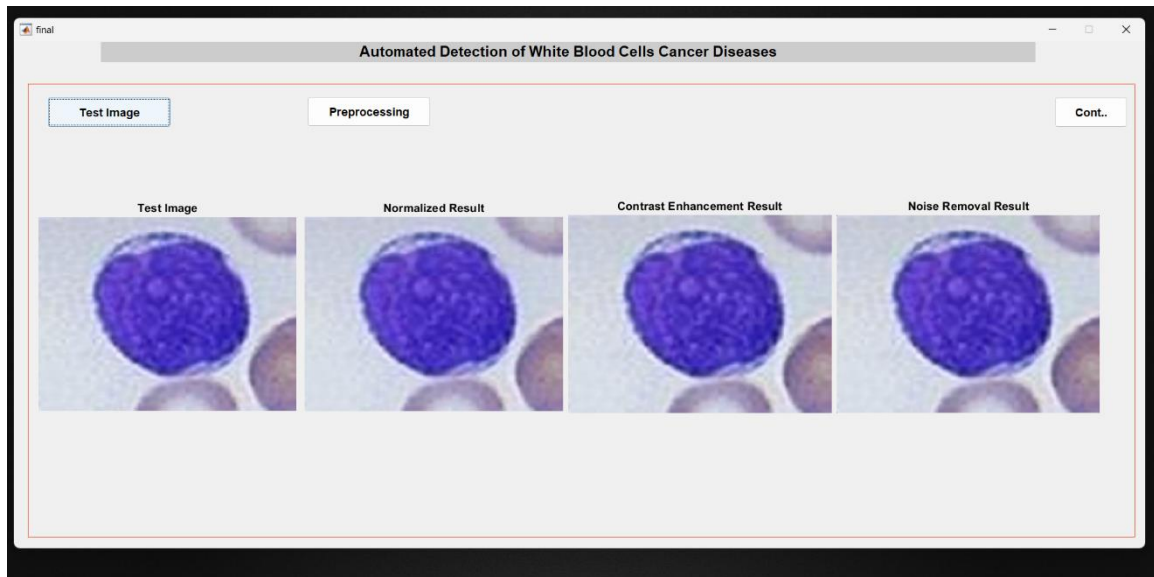 final
Automated Detection of White Blood Cells Cancer Diseases
Test Image
Preprocessing
Cont..
Test Image
Normalized Result
Contrast Enhancement Result
Noise Removal Result